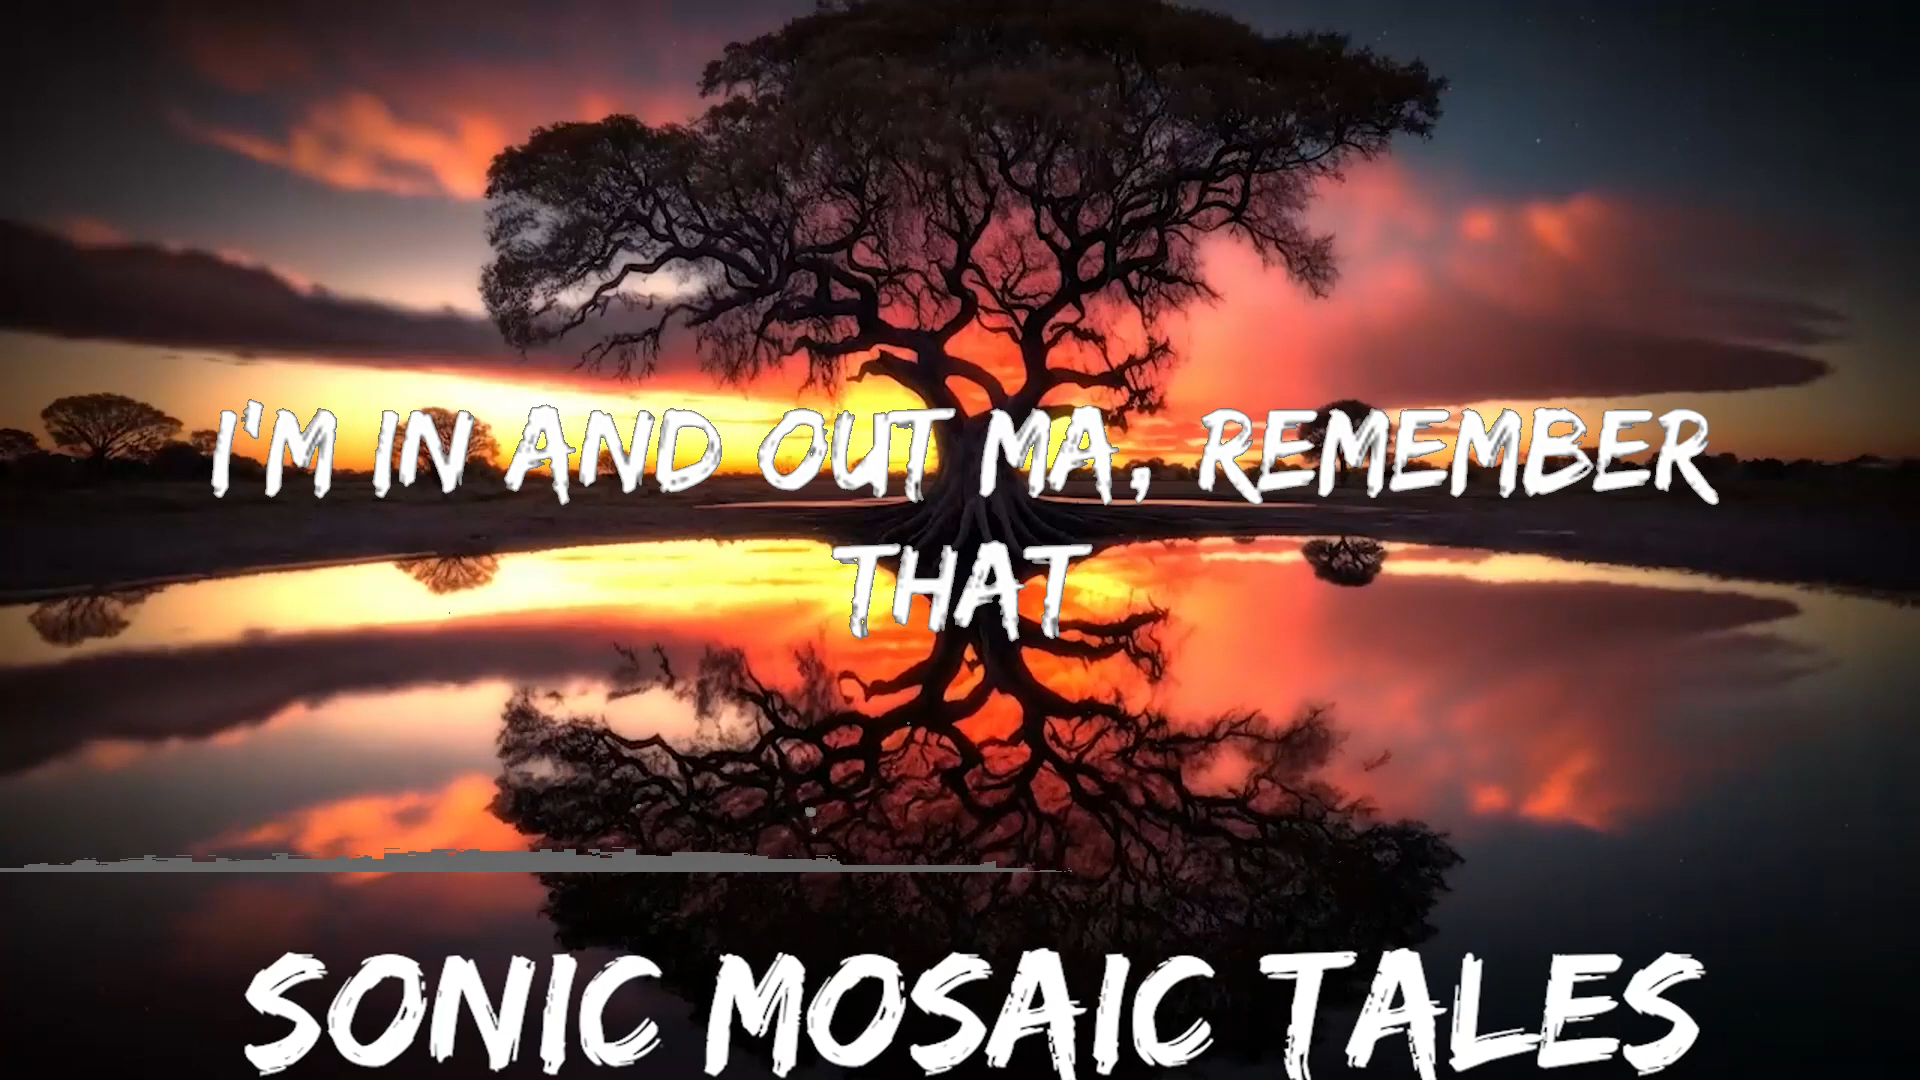 I'M IN AND OUT MA, REMEMBER
THAT
SONIC MOSAIC TALES